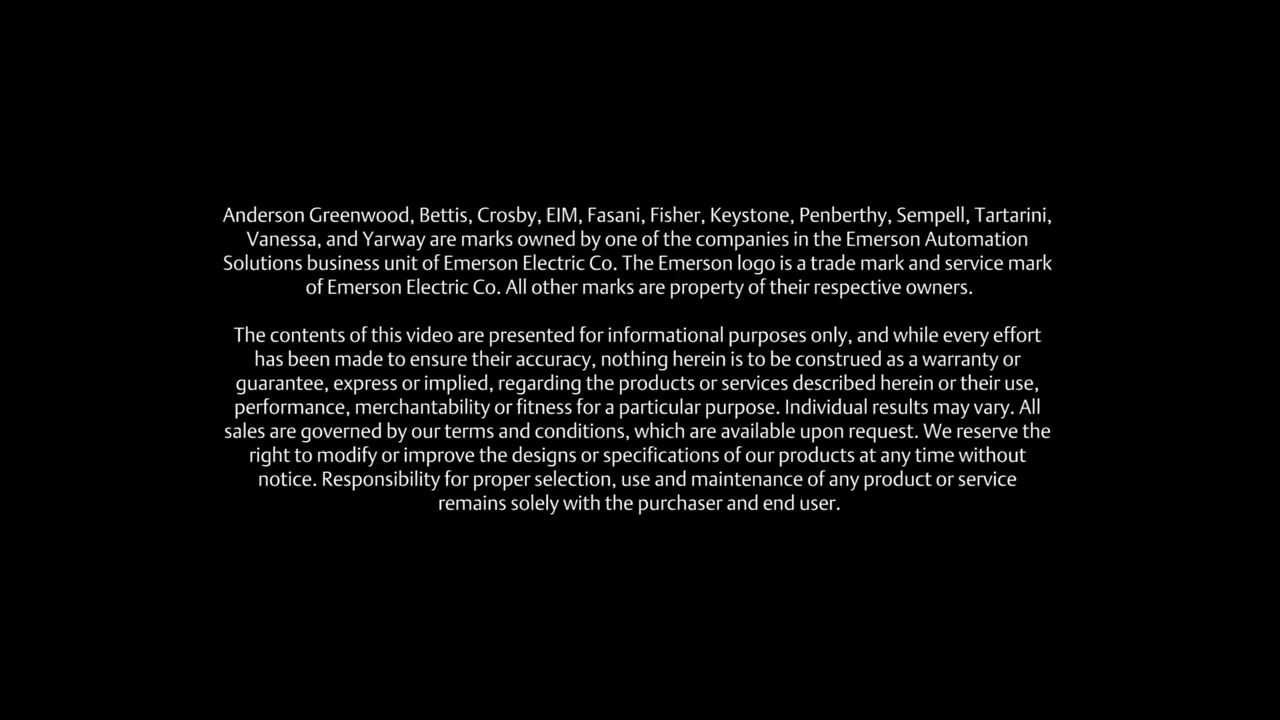 Anderson Greenwood, Bettis, Crosby, EIM, Fasani, Fisher, Keystone, Penberthy, Sempell, Tartarini,
Vanessa, and Yarway are marks owned by one of the companies in the Emerson Automation
Solutions business unit of Emerson Electric Co. The Emerson logo is a trade mark and service mark
of Emerson Electric Co. All other marks are property of their respective owners.
The contents of this video are presented for informational purposes only, and while every effort
has been made to ensure their accuracy, nothing herein is to be construed as a warranty or
guarantee, express or implied, regarding the products or services described herein or their use,
performance, merchantability or fitness for a particular purpose. Individual results may vary. All
sales are governed by our terms and conditions, which are available upon request. We reserve the
right to modify or improve the designs or specifications of our products at any time without
notice. Responsibility for proper selection, use and maintenance of any product or service
remains solely with the purchaser and end user.